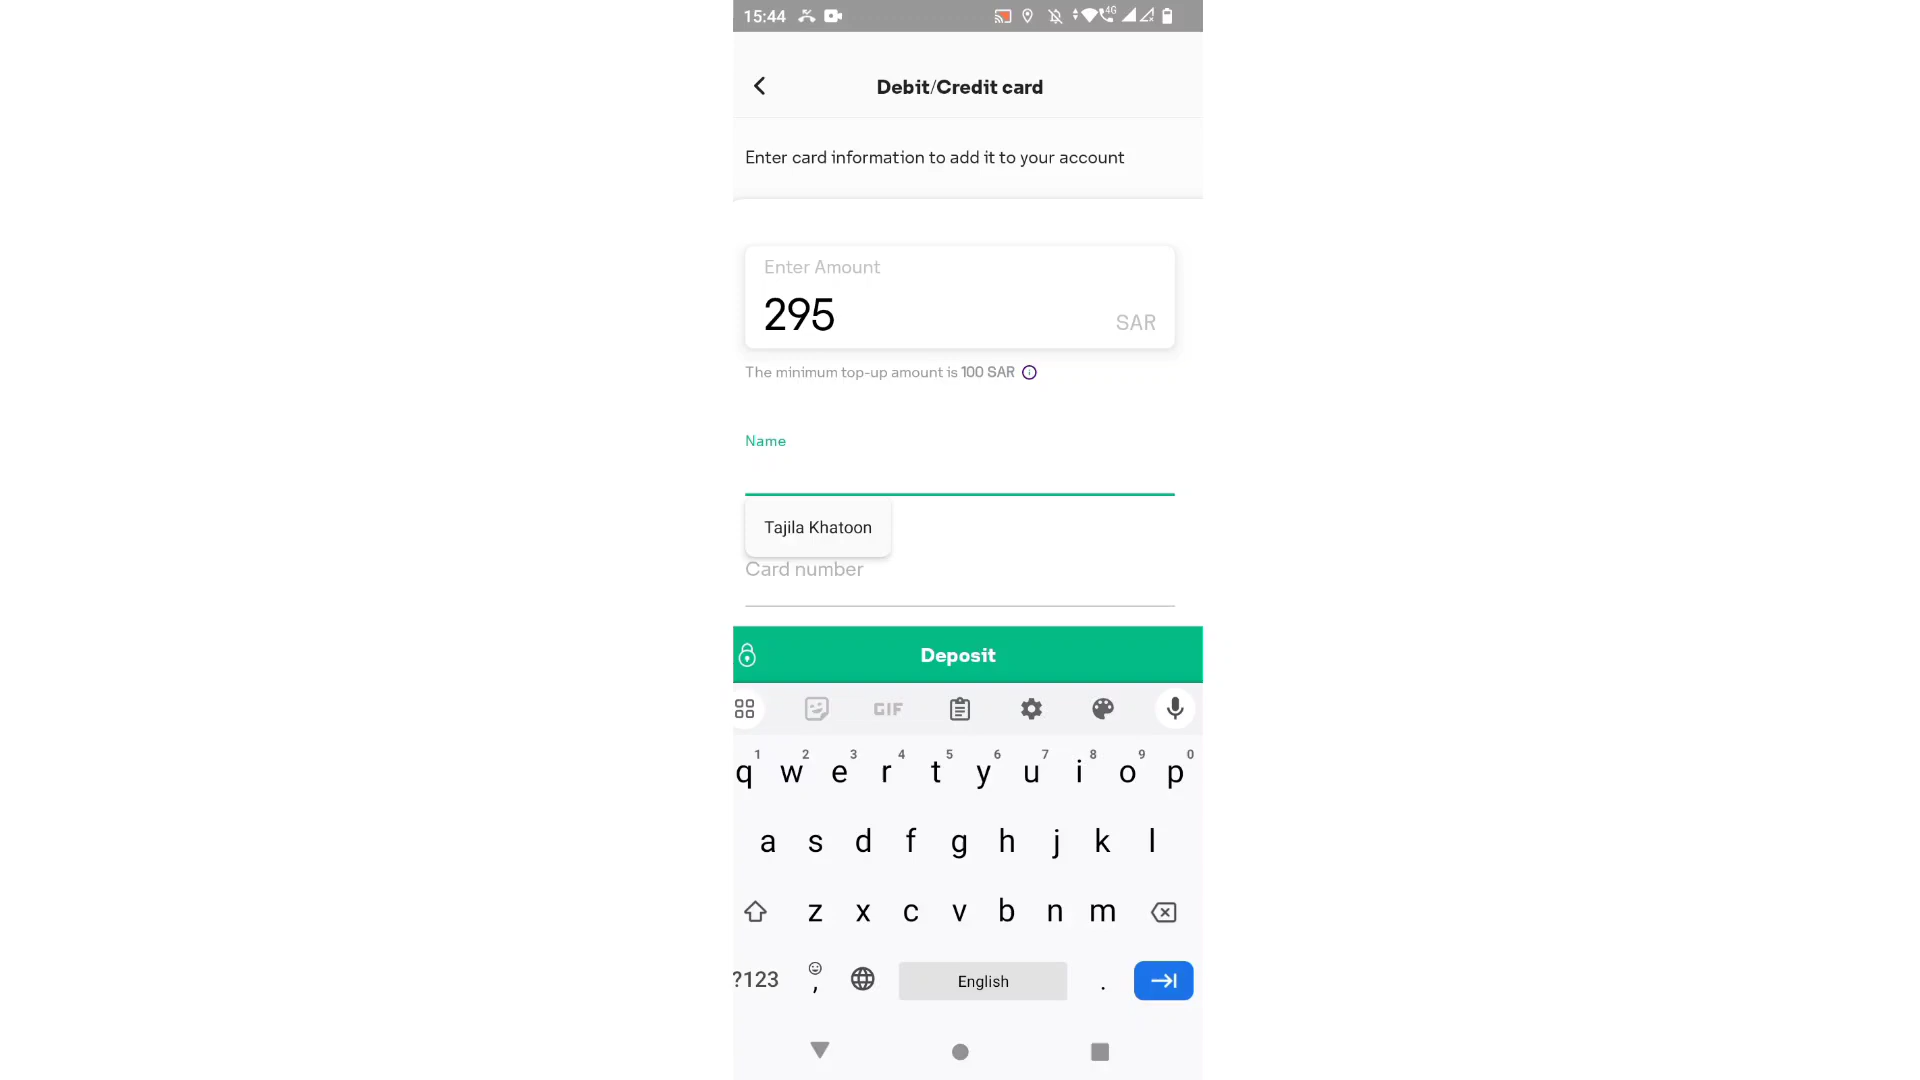 15:44
4G
Debit/Credit card
Enter card information to add it to your account
Enter Amount
295
SAR
The minimum top-up amount is 100 SAR
Name
Tajila Khatoon
Card number
Deposit
GIF
1 2 3 4 5 6 7 8 9 0
q w e r t y u i o p
a s d f g h j k l
z x c v b n m
?123 , English .